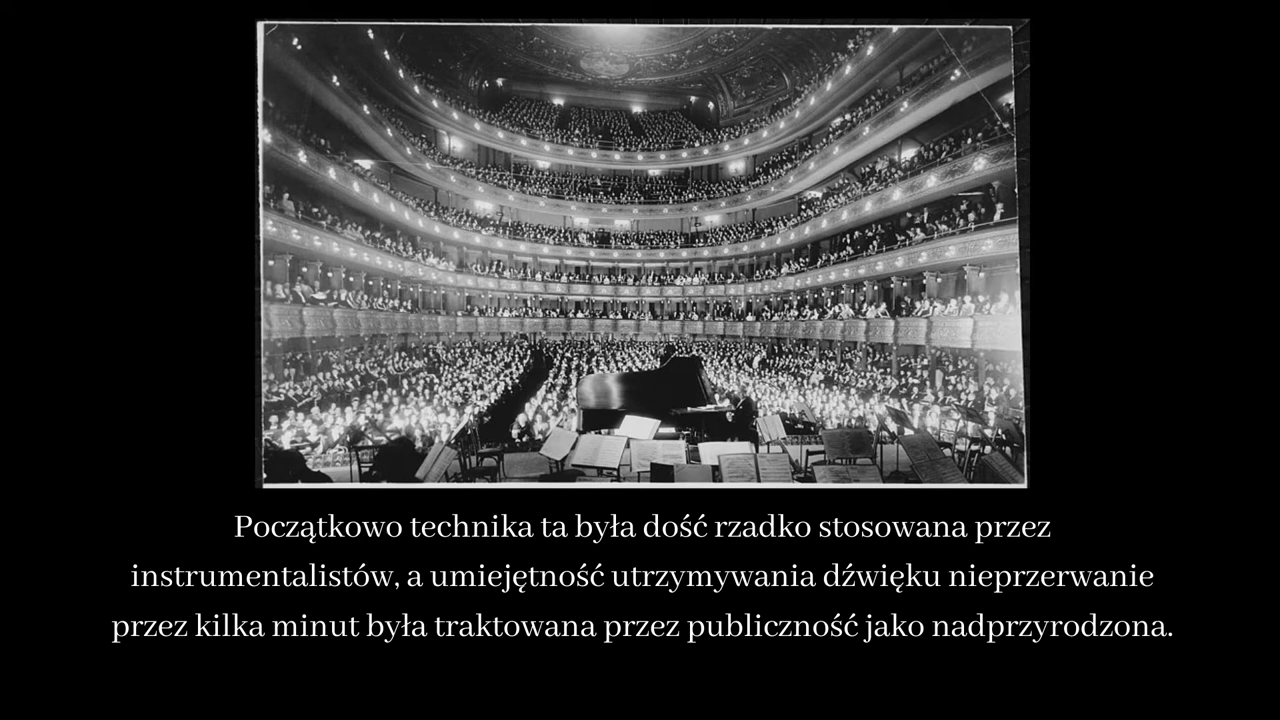 Początkowo technika ta była dość rzadko stosowana przez
instrumentalistów, a umiejętność utrzymywania dźwięku nieprzerwanie
przez kilka minut była traktowana przez publiczność jako nadprzyrodzona.